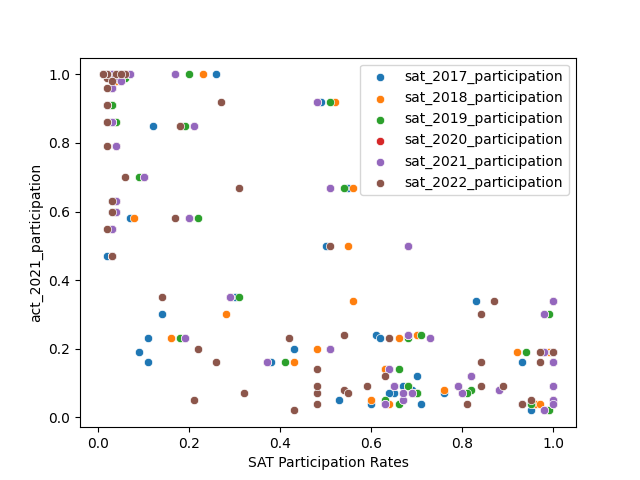 sat_2017_participation
sat_2018_participation
sat_2019_participation
sat_2020_participation
sat_2021_participation
sat_2022_participation
act_2021_participation
1.0
0.8
0.6
0.4
0.2
0.0
0.0 0.2 0.4 0.6 0.8 1.0
SAT Participation Rates